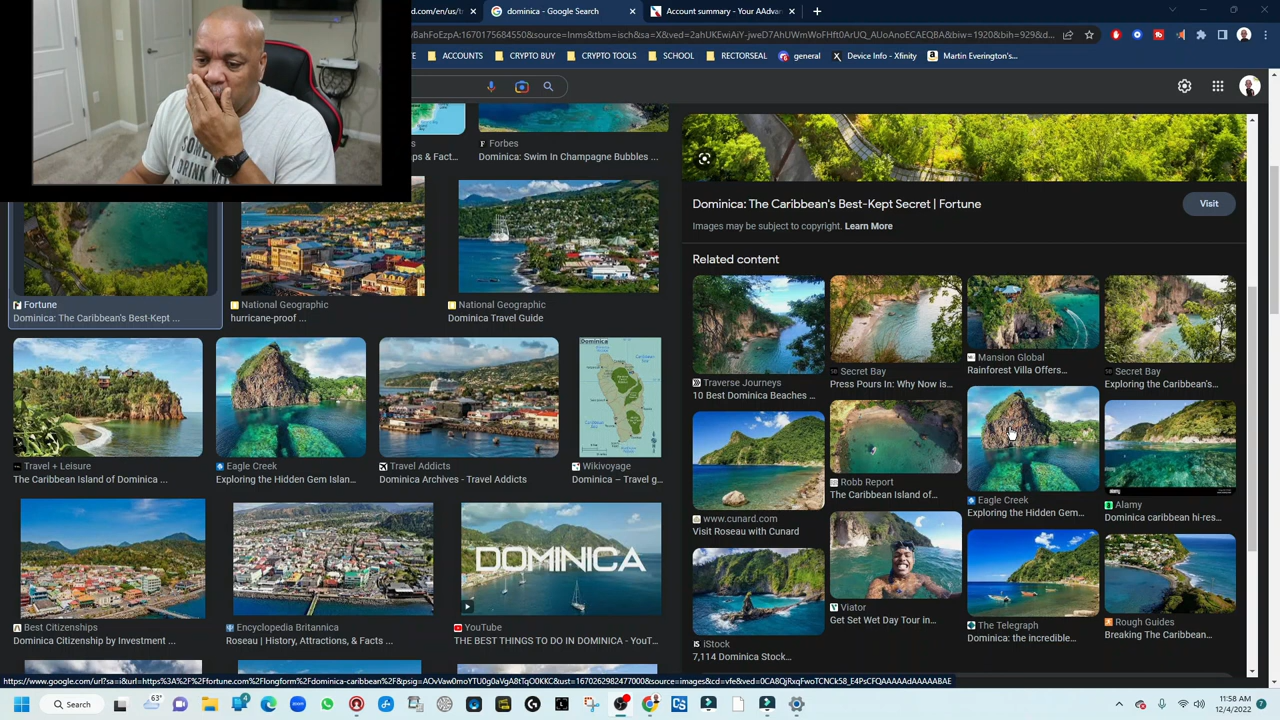 ed.com/en/us/t
dominica - Google Search
Account summary - Your AAdvan
ACCOUNTS
CRYPTO BUY
CRYPTO TOOLS
SCHOOL
RECTORSEAL
general
Device Info - Xfinity
Martin Everington's...
s & Fact...
Forbes
Dominica: Swim In Champagne Bubbles ...
Fortune
Dominica: The Caribbean's Best-Kept ...
National Geographic
hurricane-proof ...
National Geographic
Dominica Travel Guide
Travel + Leisure
The Caribbean Island of Dominica ...
Eagle Creek
Exploring the Hidden Gem Islan...
Travel Addicts
Dominica Archives - Travel Addicts
Dominica
Wikivoyage
Dominica – Travel g...
Best Citizenships
Dominica Citizenship by Investment ...
Encyclopedia Britannica
Roseau | History, Attractions, & Facts ...
DOMINICA
YouTube
THE BEST THINGS TO DO IN DOMINICA - YouT...
Dominica: The Caribbean's Best-Kept Secret | Fortune
Visit
Images may be subject to copyright. Learn More
Related content
Traverse Journeys
10 Best Dominica Beaches ...
Secret Bay
Press Pours In: Why Now is...
Mansion Global
Rainforest Villa Offers...
Secret Bay
Exploring the Caribbean's...
www.cunard.com
Visit Roseau with Cunard
Robb Report
The Caribbean Island of...
Eagle Creek
Exploring the Hidden Gem...
Alamy
Dominica caribbean hi-res...
iStock
7,114 Dominica Stock...
Viator
Get Set Wet Day Tour in...
The Telegraph
Dominica: the incredible...
Rough Guides
Breaking The Caribbean...
Search
63°
11:58 AM
12/4/2022